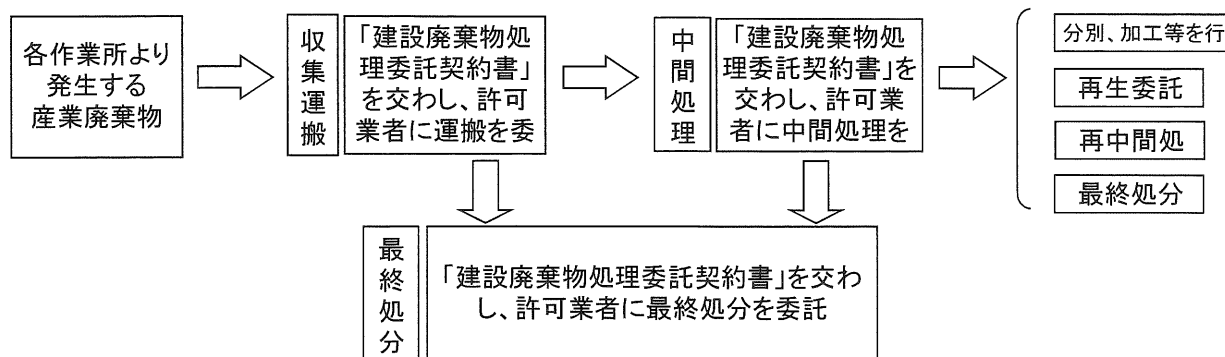 各作業所より
発生する
産業廃棄物
収集運搬
「建設廃棄物処
理委託契約書」
を交わし、許可
業者に運搬を委
中間処理
「建設廃棄物処
理委託契約書」を
交わし、許可業
者に中間処理を
分別、加工等を行
再生委託
再中間処
最終処分
最終処分
「建設廃棄物処理委託契約書」を交わ
し、許可業者に最終処分を委託